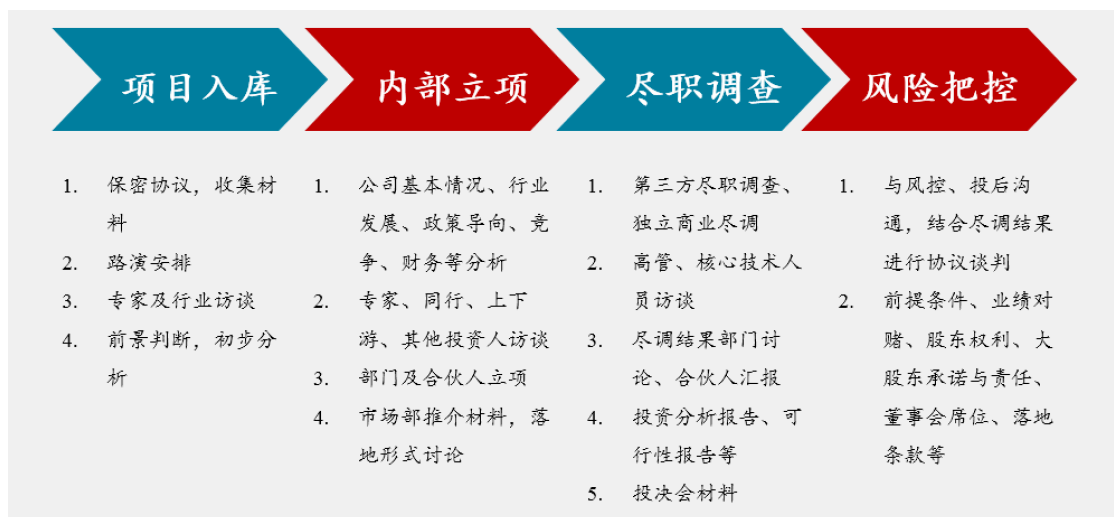 项目入库
内部立项
尽职调查
风险把控
1. 保密协议，收集材
料
2. 路演安排
3. 专家及行业访谈
4. 前景判断，初步分
析
1. 公司基本情况、行业
发展、政策导向、竞
争、财务等分析
2. 专家、同行、上下
游、其他投资人访谈
3. 部门及合伙人立项
4. 市场部推介材料，落
地形式讨论
1. 第三方尽职调查、
独立商业尽调
2. 高管、核心技术人
员访谈
3. 尽调结果部门讨
论、合伙人汇报
4. 投资分析报告、可
行性报告等
5. 投决会材料
1. 与风控、投后沟
通，结合尽调结果
进行协议谈判
2. 前提条件、业绩对
赌、股东权利、大
股东承诺与责任、
董事会席位、落地
条款等